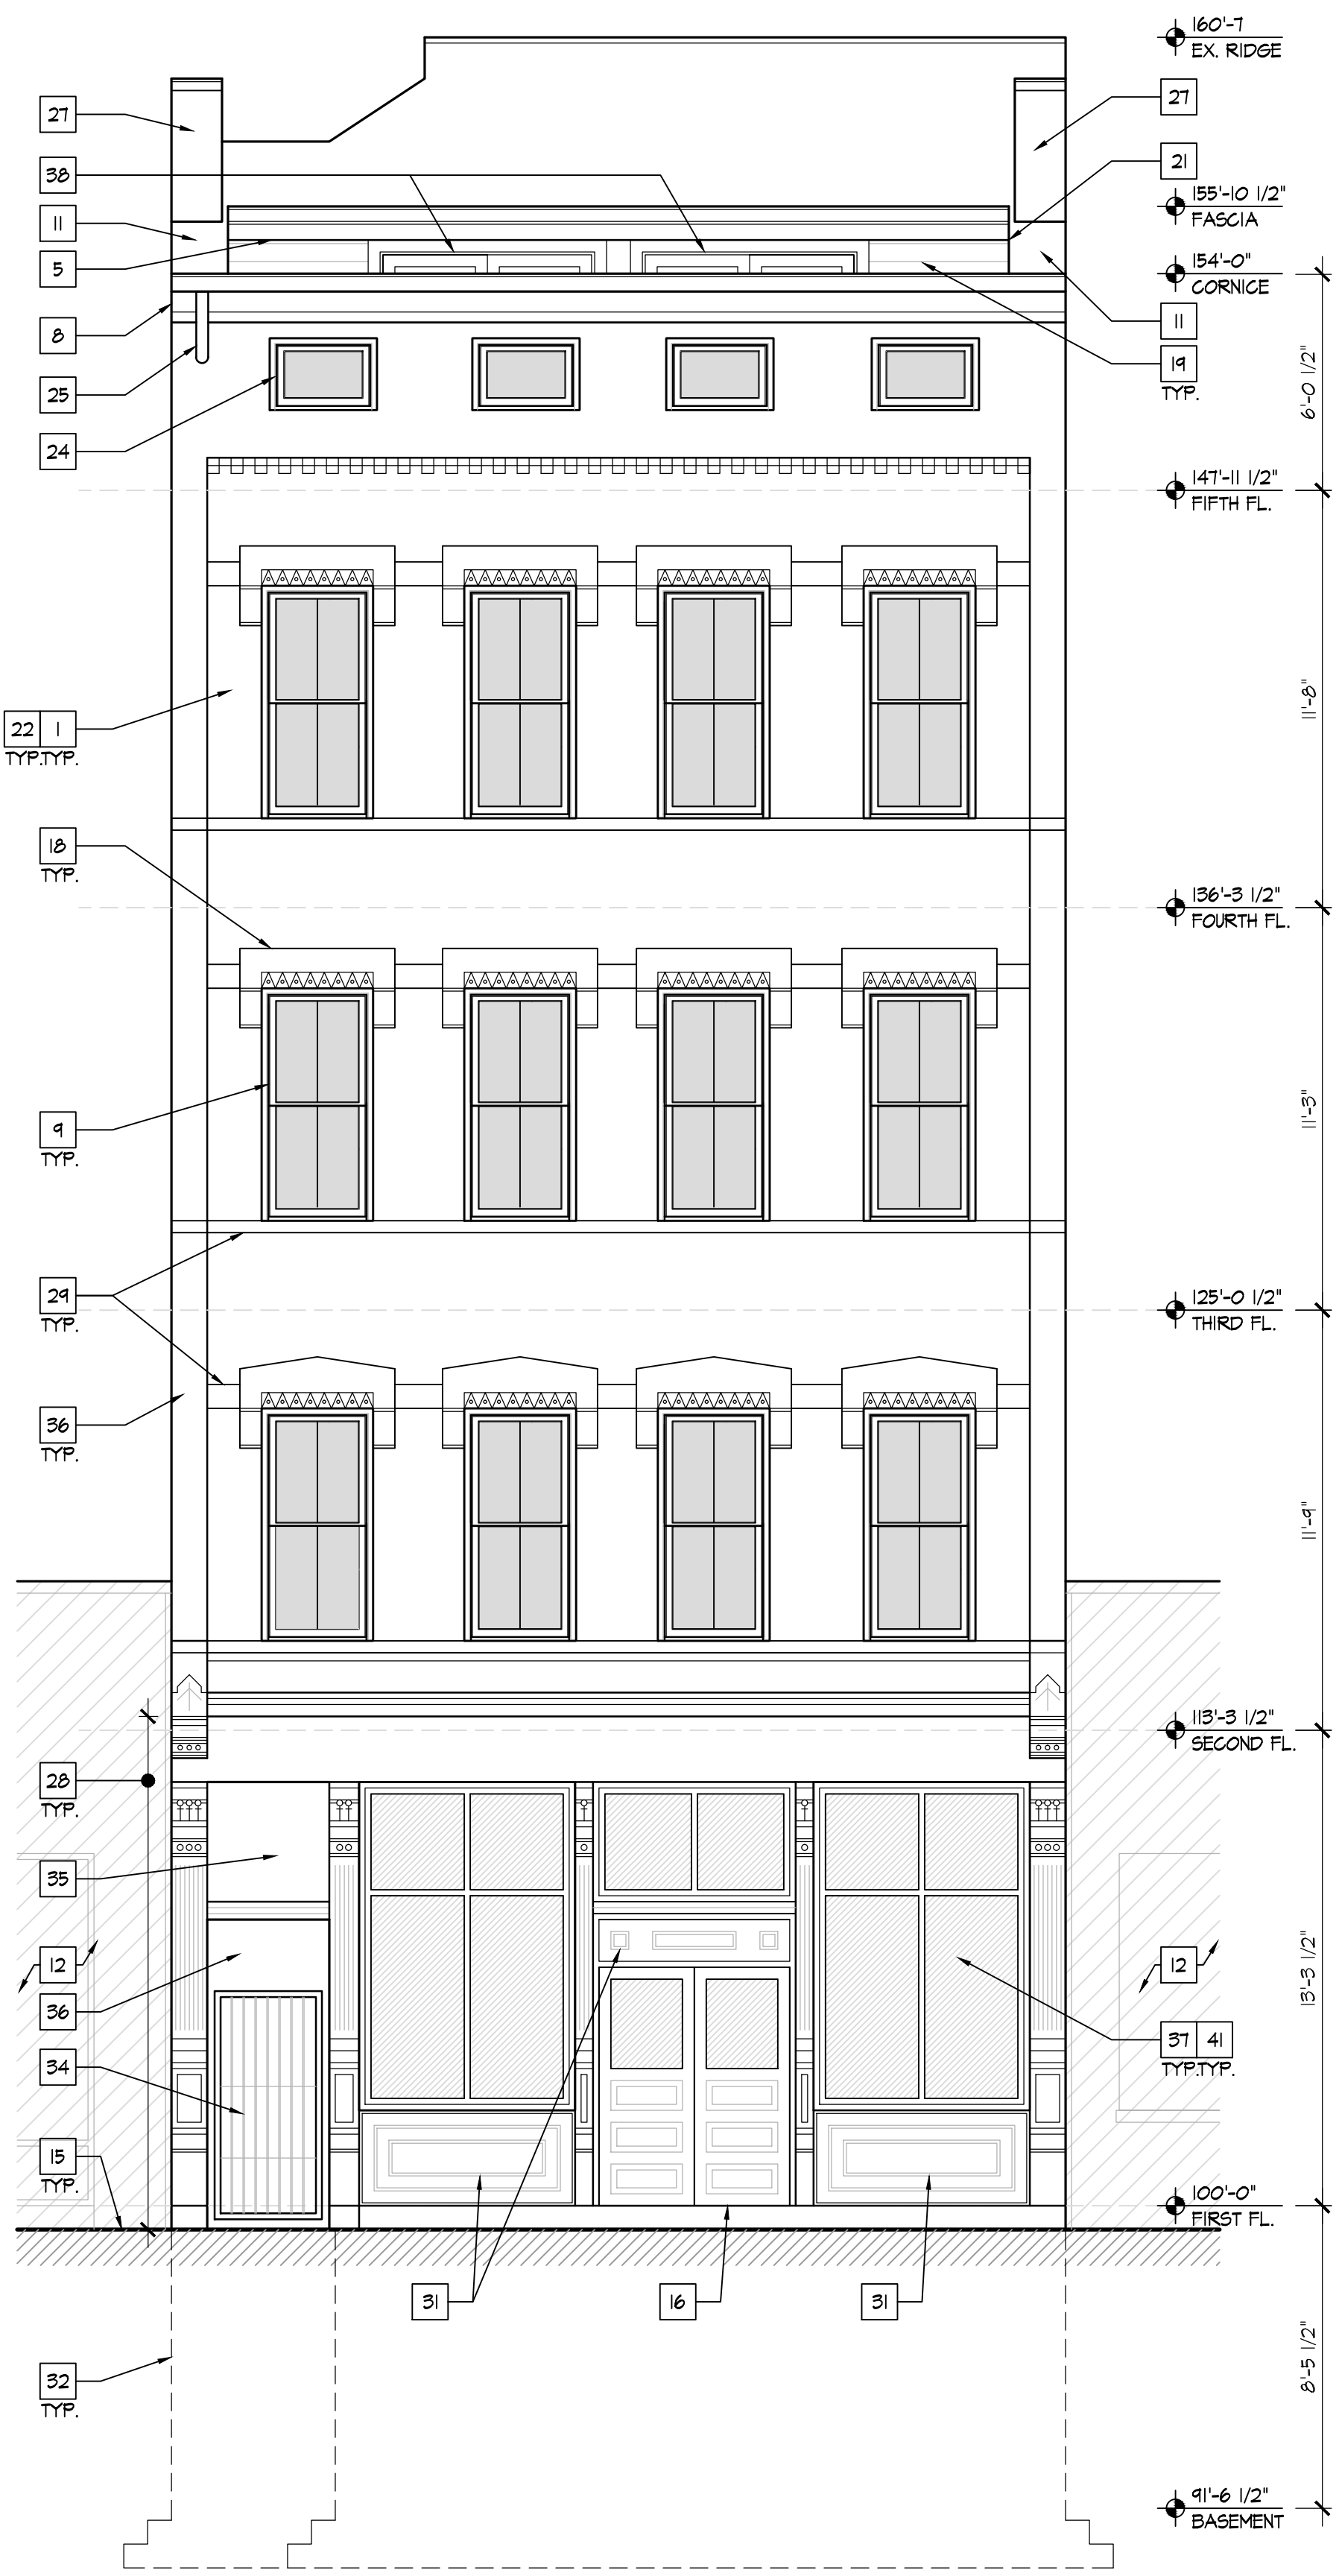 160'-7
EX. RIDGE
27
27
38
21
155'-10 1/2"
FASCIA
11
5
154'-0"
CORNICE
11
8
19
TYP.
25
6'-0 1/2"
24
147'-11 1/2"
FIFTH FL.
11'-8"
22 1
TYP. TYP.
18
TYP.
136'-3 1/2"
FOURTH FL.
9
TYP.
11'-3"
29
TYP.
125'-0 1/2"
THIRD FL.
36
TYP.
11'-9"
113'-3 1/2"
SECOND FL.
28
TYP.
35
12
12
13'-3 1/2"
36
37 41
TYP. TYP.
34
15
TYP.
100'-0"
FIRST FL.
31
16
31
32
TYP.
8'-5 1/2"
91'-6 1/2"
BASEMENT